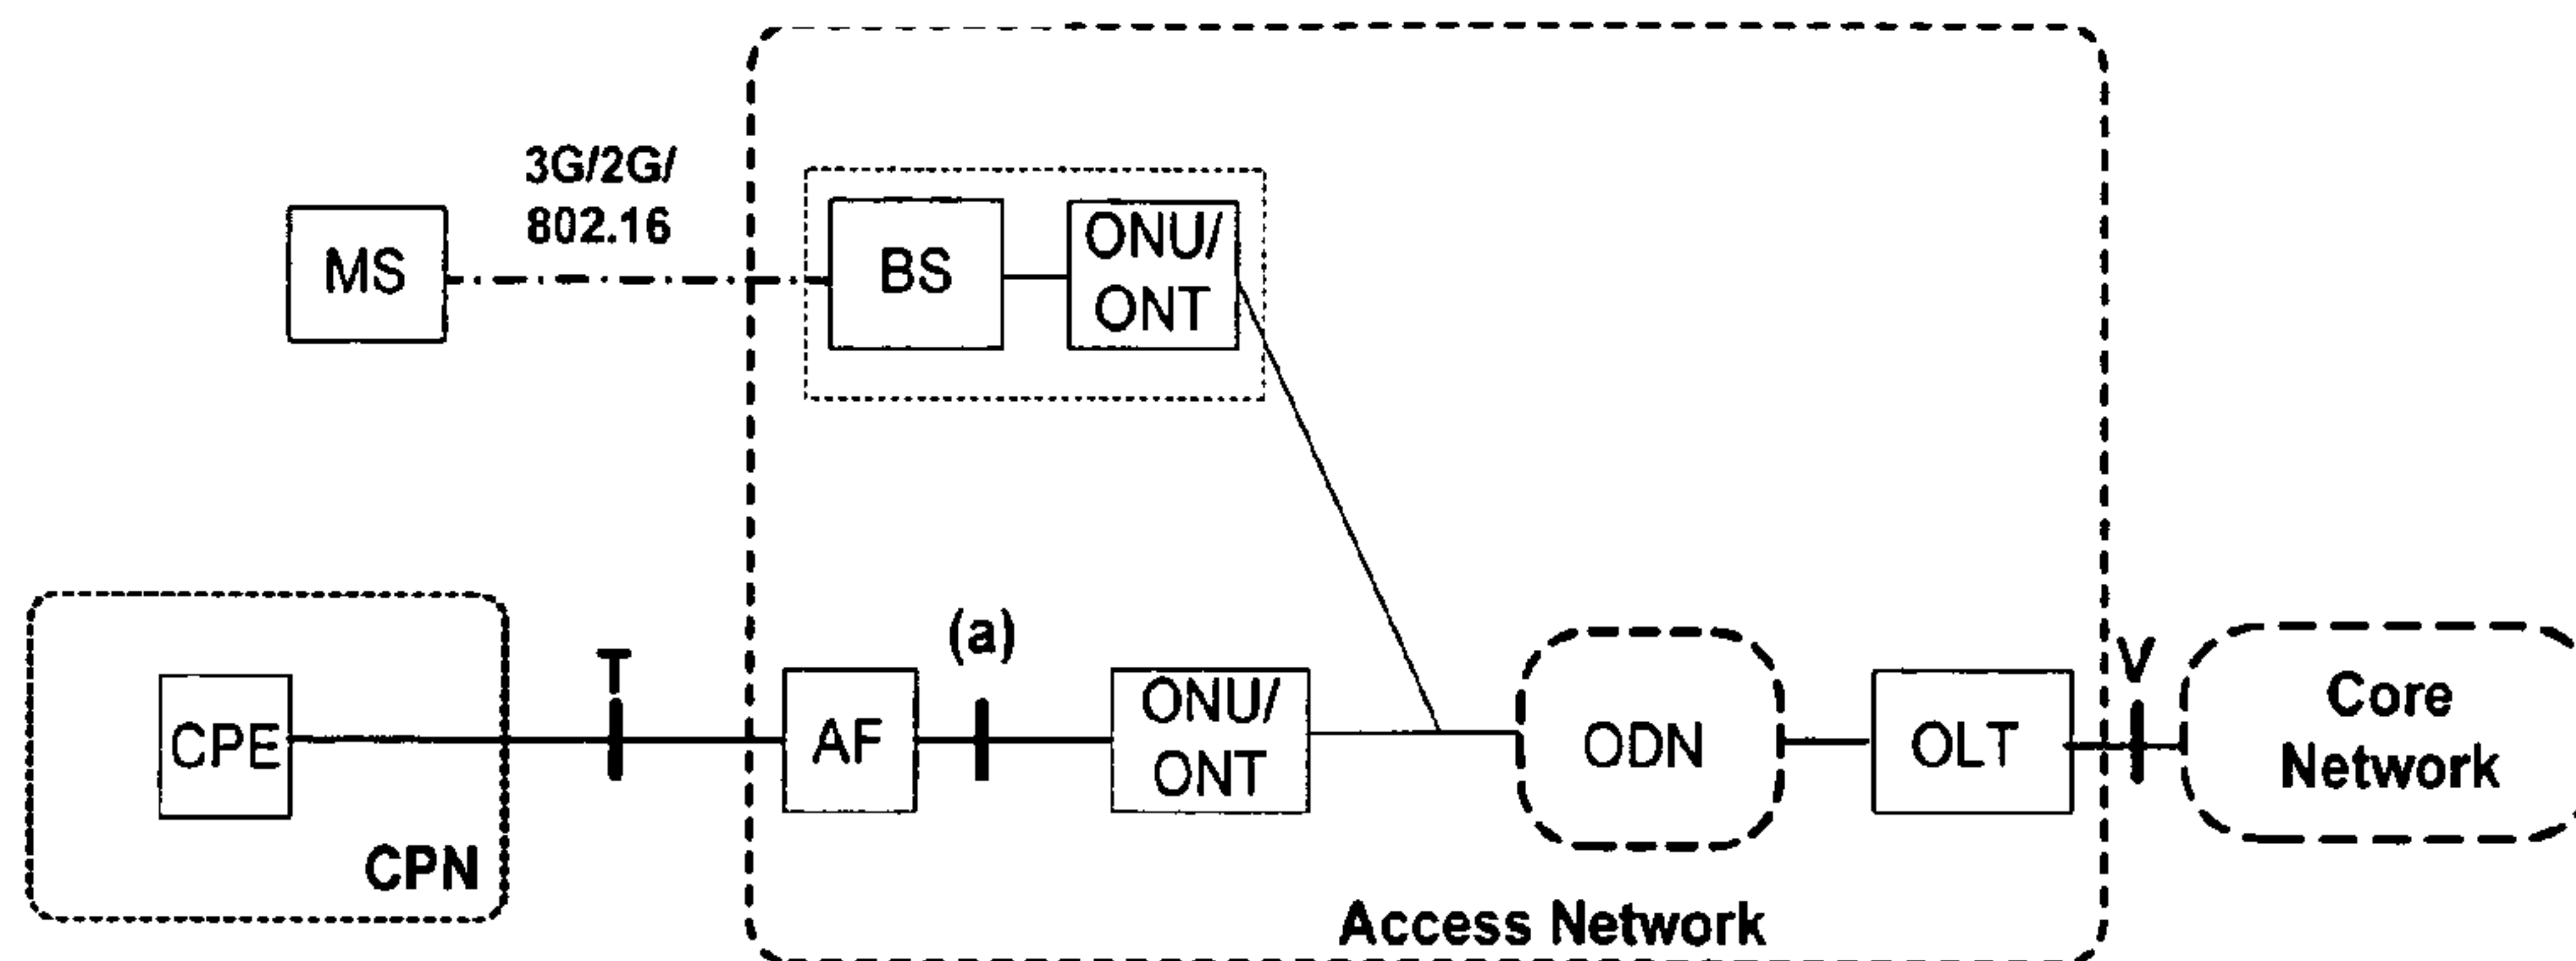 3G/2G/
802.16
MS
BS
ONU/
ONT
(a)
T
CPE
AF
ONU/
ONT
ODN
OLT
V
Core
Network
CPN
Access Network